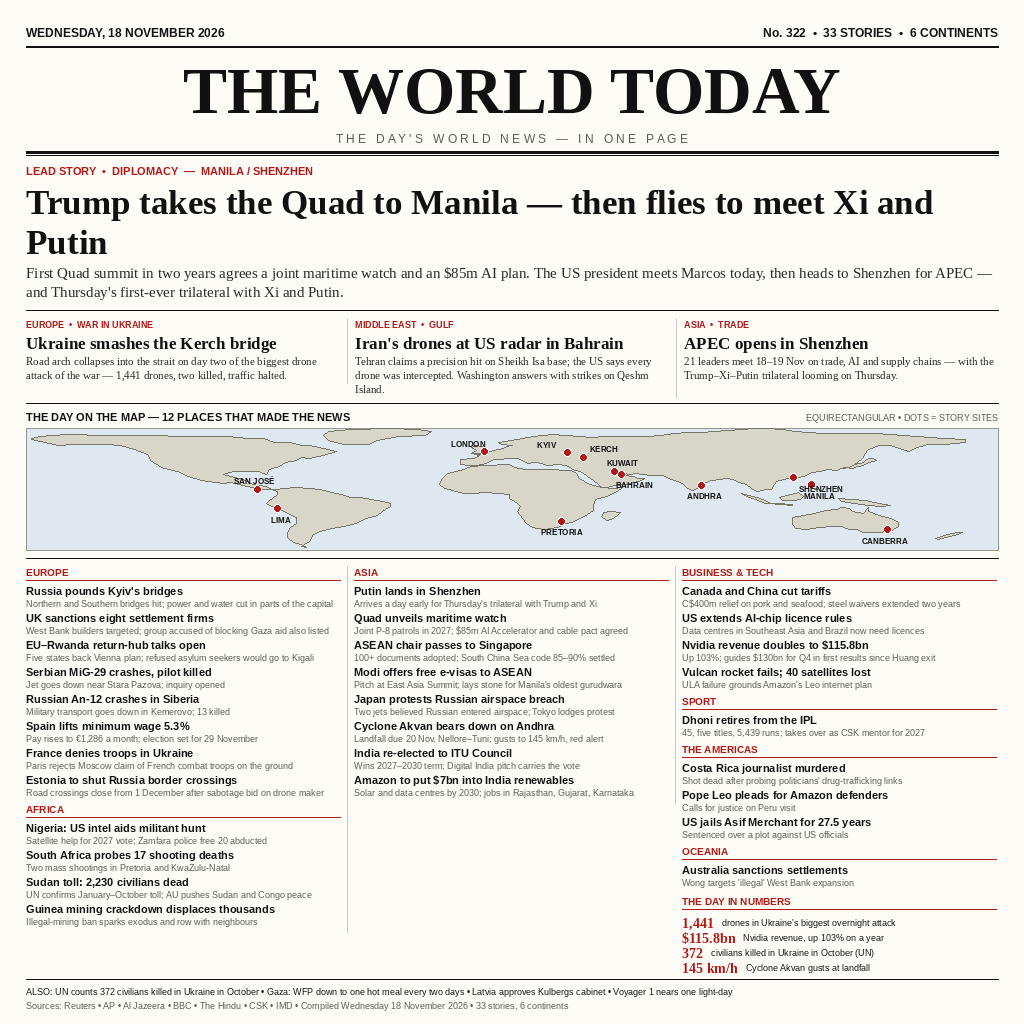 WEDNESDAY, 18 NOVEMBER 2026
No. 322 • 33 STORIES • 6 CONTINENTS
THE WORLD TODAY
THE DAY'S WORLD NEWS — IN ONE PAGE
LEAD STORY • DIPLOMACY — MANILA / SHENZHEN
Trump takes the Quad to Manila — then flies to meet Xi and
Putin
First Quad summit in two years agrees a joint maritime watch and an $85m AI plan. The US president meets Marcos today, then heads to Shenzhen for APEC —
and Thursday's first-ever trilateral with Xi and Putin.
EUROPE • WAR IN UKRAINE
Ukraine smashes the Kerch bridge
Road arch collapses into the strait on day two of the biggest drone
attack of the war — 1,441 drones, two killed, traffic halted.
MIDDLE EAST • GULF
Iran's drones at US radar in Bahrain
Tehran claims a precision hit on Sheikh Isa base; the US says every
drone was intercepted. Washington answers with strikes on Qeshm
Island.
ASIA • TRADE
APEC opens in Shenzhen
21 leaders meet 18–19 Nov on trade, AI and supply chains — with the
Trump–Xi–Putin trilateral looming on Thursday.
THE DAY ON THE MAP — 12 PLACES THAT MADE THE NEWS
EQUIRECTANGULAR • DOTS = STORY SITES
LONDON
KYIV
KERCH
KUWAIT
BAHRAIN
SAN JOSÉ
LIMA
PRETORIA
ANDHRA
SHENZHEN
MANILA
CANBERRA
EUROPE
Russia pounds Kyiv's bridges
Northern and Southern bridges hit; power and water cut in parts of the capital
UK sanctions eight settlement firms
West Bank builders targeted; group accused of blocking Gaza aid also listed
EU–Rwanda return-hub talks open
Five states back Vienna plan; refused asylum seekers would go to Kigali
Serbian MiG-29 crashes, pilot killed
Jet goes down near Stara Pazova; inquiry opened
Russian An-12 crashes in Siberia
Military transport goes down in Kemerovo; 13 killed
Spain lifts minimum wage 5.3%
Pay rises to €1,286 a month; election set for 29 November
France denies troops in Ukraine
Paris rejects Moscow claim of French combat troops on the ground
Estonia to shut Russia border crossings
Road crossings close from 1 December after sabotage bid on drone maker
AFRICA
Nigeria: US intel aids militant hunt
Satellite help for 2027 vote; Zamfara police free 20 abducted
South Africa probes 17 shooting deaths
Two mass shootings in Pretoria and KwaZulu-Natal
Sudan toll: 2,230 civilians dead
UN confirms January–October toll; AU pushes Sudan and Congo peace
Guinea mining crackdown displaces thousands
Illegal-mining ban sparks exodus and row with neighbours
ASIA
Putin lands in Shenzhen
Arrives a day early for Thursday's trilateral with Trump and Xi
Quad unveils maritime watch
Joint P-8 patrols in 2027; $85m AI Accelerator and cable pact agreed
ASEAN chair passes to Singapore
100+ documents adopted; South China Sea code 85–90% settled
Modi offers free e-visas to ASEAN
Pitch at East Asia Summit; lays stone for Manila's oldest gurudwara
Japan protests Russian airspace breach
Two jets believed Russian entered airspace; Tokyo lodges protest
Cyclone Akvan bears down on Andhra
Landfall due 20 Nov, Nellore–Tuni; gusts to 145 km/h, red alert
India re-elected to ITU Council
Wins 2027–2030 term; Digital India pitch carries the vote
Amazon to put $7bn into India renewables
Solar and data centres by 2030; jobs in Rajasthan, Gujarat, Karnataka
BUSINESS & TECH
Canada and China cut tariffs
C$400m relief on pork and seafood; steel waivers extended two years
US extends AI-chip licence rules
Data centres in Southeast Asia and Brazil now need licences
Nvidia revenue doubles to $115.8bn
Up 103%; guides $130bn for Q4 in first results since Huang exit
Vulcan rocket fails; 40 satellites lost
ULA failure grounds Amazon's Leo internet plan
SPORT
Dhoni retires from the IPL
45, five titles, 5,439 runs; takes over as CSK mentor for 2027
THE AMERICAS
Costa Rica journalist murdered
Shot dead after probing politicians' drug-trafficking links
Pope Leo pleads for Amazon defenders
Calls for justice on Peru visit
US jails Asif Merchant for 27.5 years
Sentenced over a plot against US officials
OCEANIA
Australia sanctions settlements
Wong targets 'illegal' West Bank expansion
THE DAY IN NUMBERS
1,441 drones in Ukraine's biggest overnight attack
$115.8bn Nvidia revenue, up 103% on a year
372 civilians killed in Ukraine in October (UN)
145 km/h Cyclone Akvan gusts at landfall
ALSO: UN counts 372 civilians killed in Ukraine in October • Gaza: WFP down to one hot meal every two days • Latvia approves Kulbergs cabinet • Voyager 1 nears one light-day
Sources: Reuters • AP • Al Jazeera • BBC • The Hindu • CSK • IMD • Compiled Wednesday 18 November 2026 • 33 stories, 6 continents